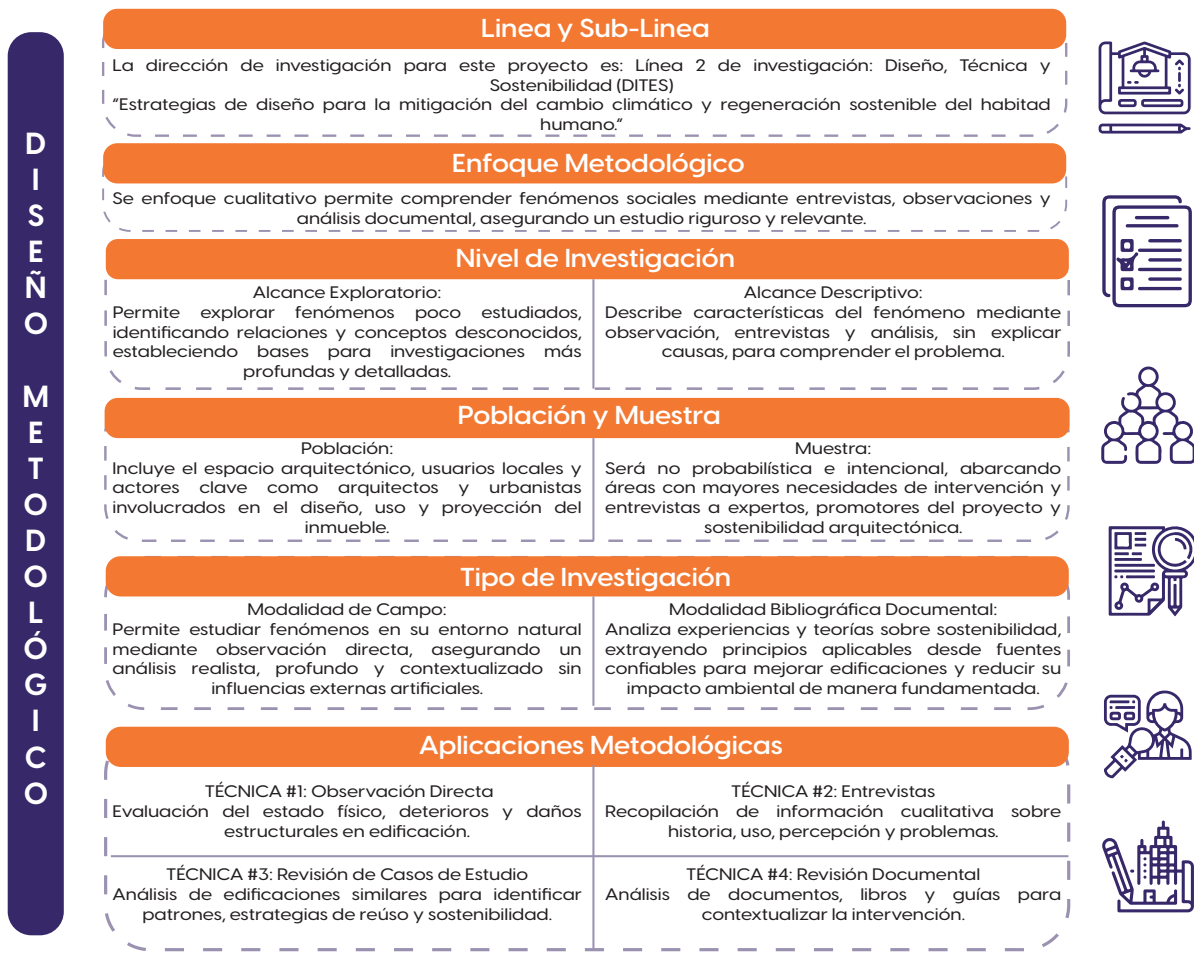 DISEÑO METODOLÓGICO
Linea y Sub-Linea
La dirección de investigación para este proyecto es: Línea 2 de investigación: Diseño, Técnica y
Sostenibilidad (DITES)
"Estrategias de diseño para la mitigación del cambio climático y regeneración sostenible del habitad
humano."
Enfoque Metodológico
Se enfoque cualitativo permite comprender fenómenos sociales mediante entrevistas, observaciones y
análisis documental, asegurando un estudio riguroso y relevante.
Nivel de Investigación
Alcance Exploratorio:
Permite explorar fenómenos poco estudiados,
identificando relaciones y conceptos desconocidos,
estableciendo bases para investigaciones más
profundas y detalladas.
Alcance Descriptivo:
Describe características del fenómeno mediante
observación, entrevistas y análisis, sin explicar
causas, para comprender el problema.
Población y Muestra
Población:
Incluye el espacio arquitectónico, usuarios locales y
actores clave como arquitectos y urbanistas
involucrados en el diseño, uso y proyección del
inmueble.
Muestra:
Será no probabilística e intencional, abarcando
áreas con mayores necesidades de intervención y
entrevistas a expertos, promotores del proyecto y
sostenibilidad arquitectónica.
Tipo de Investigación
Modalidad de Campo:
Permite estudiar fenómenos en su entorno natural
mediante observación directa, asegurando un
análisis realista, profundo y contextualizado sin
influencias externas artificiales.
Modalidad Bibliográfica Documental:
Analiza experiencias y teorías sobre sostenibilidad,
extrayendo principios aplicables desde fuentes
confiables para mejorar edificaciones y reducir su
impacto ambiental de manera fundamentada.
Aplicaciones Metodológicas
TÉCNICA #1: Observación Directa
Evaluación del estado físico, deterioros y daños
estructurales en edificación.
TÉCNICA #2: Entrevistas
Recopilación de información cualitativa sobre
historia, uso, percepción y problemas.
TÉCNICA #3: Revisión de Casos de Estudio
Análisis de edificaciones similares para identificar
patrones, estrategias de reúso y sostenibilidad.
TÉCNICA #4: Revisión Documental
Análisis de documentos, libros y guías para
contextualizar la intervención.